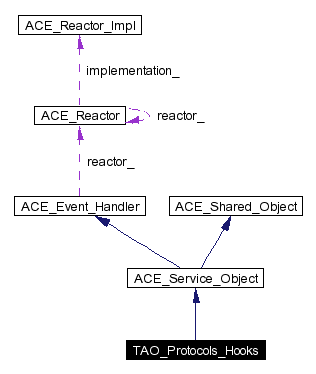 ACE_Reactor_Impl
implementation_
ACE_Reactor
reactor_
reactor_
ACE_Event_Handler
ACE_Shared_Object
ACE_Service_Object
TAO_Protocols_Hooks